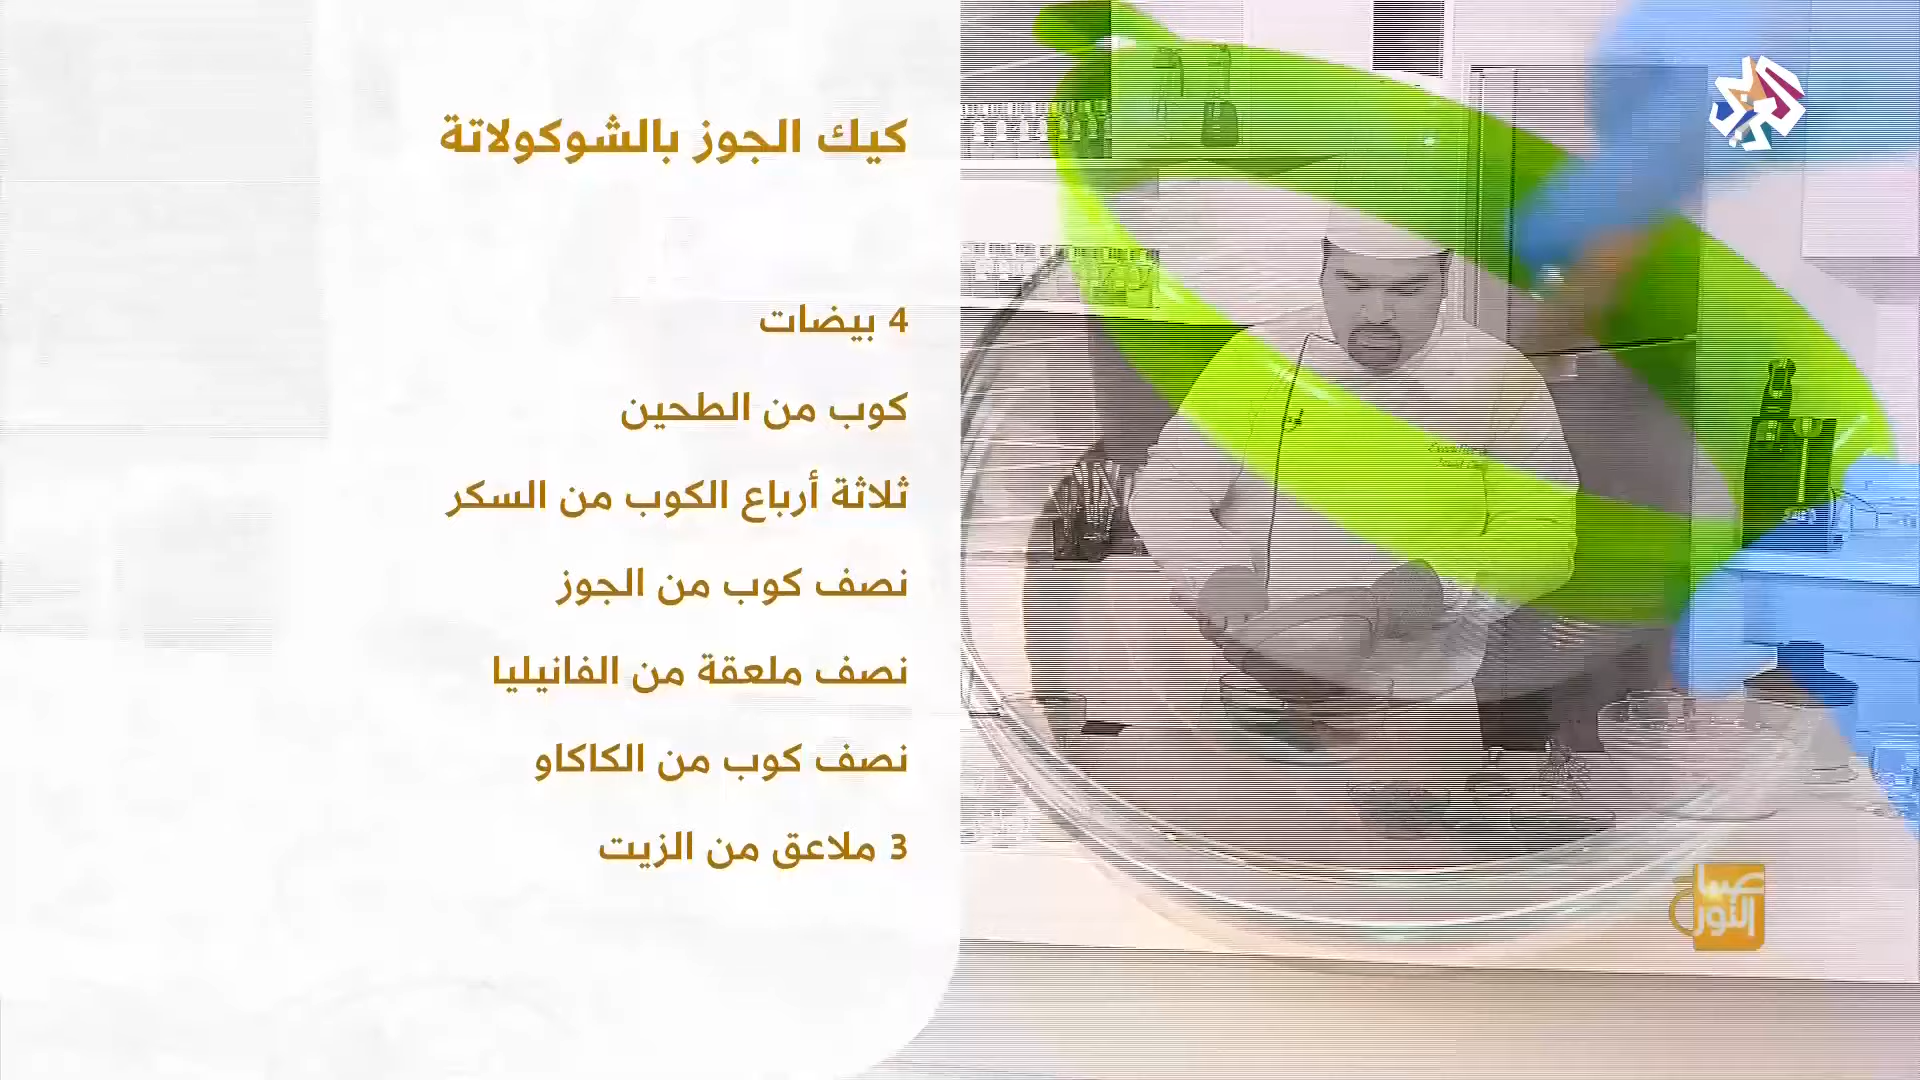 كيك الجوز بالشوكولاتة
4 بيضات
كوب من الطحين
ثلاثة أرباع الكوب من السكر
نصف كوب من الجوز
نصف ملعقة من الفانيليا
نصف كوب من الكاكاو
3 ملاعق من الزيت
صباح
النور